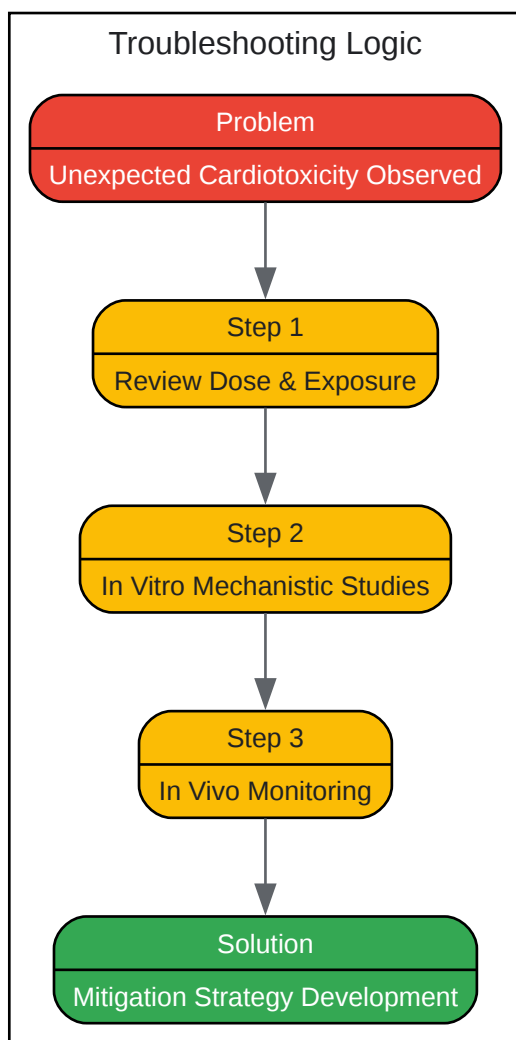 Troubleshooting Logic
Problem
Unexpected Cardiotoxicity Observed
Step 1
Review Dose & Exposure
Step 2
In Vitro Mechanistic Studies
Step 3
In Vivo Monitoring
Solution
Mitigation Strategy Development